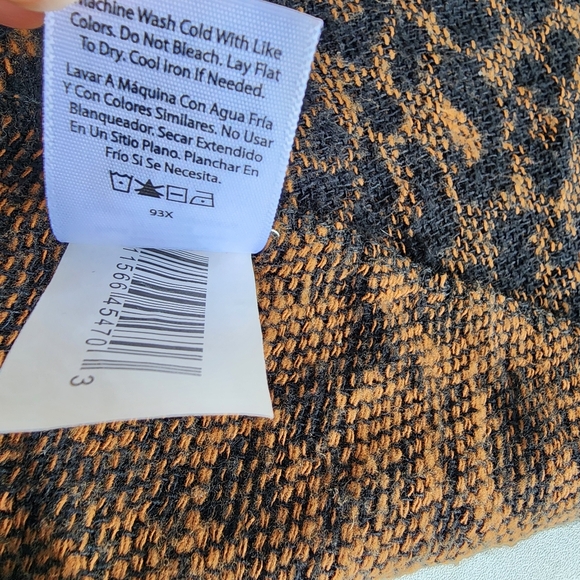 Machine Wash Cold With Like
Colors. Do Not Bleach. Lay Flat
To Dry. Cool Iron If Needed.
Lavar A Máquina Con Agua Fría
Y Con Colores Similares. No Usar
Blanqueador. Secar Extendido
En Un Sitio Plano. Planchar En
Frío Si Se Necesita.
93X
1566145470
3